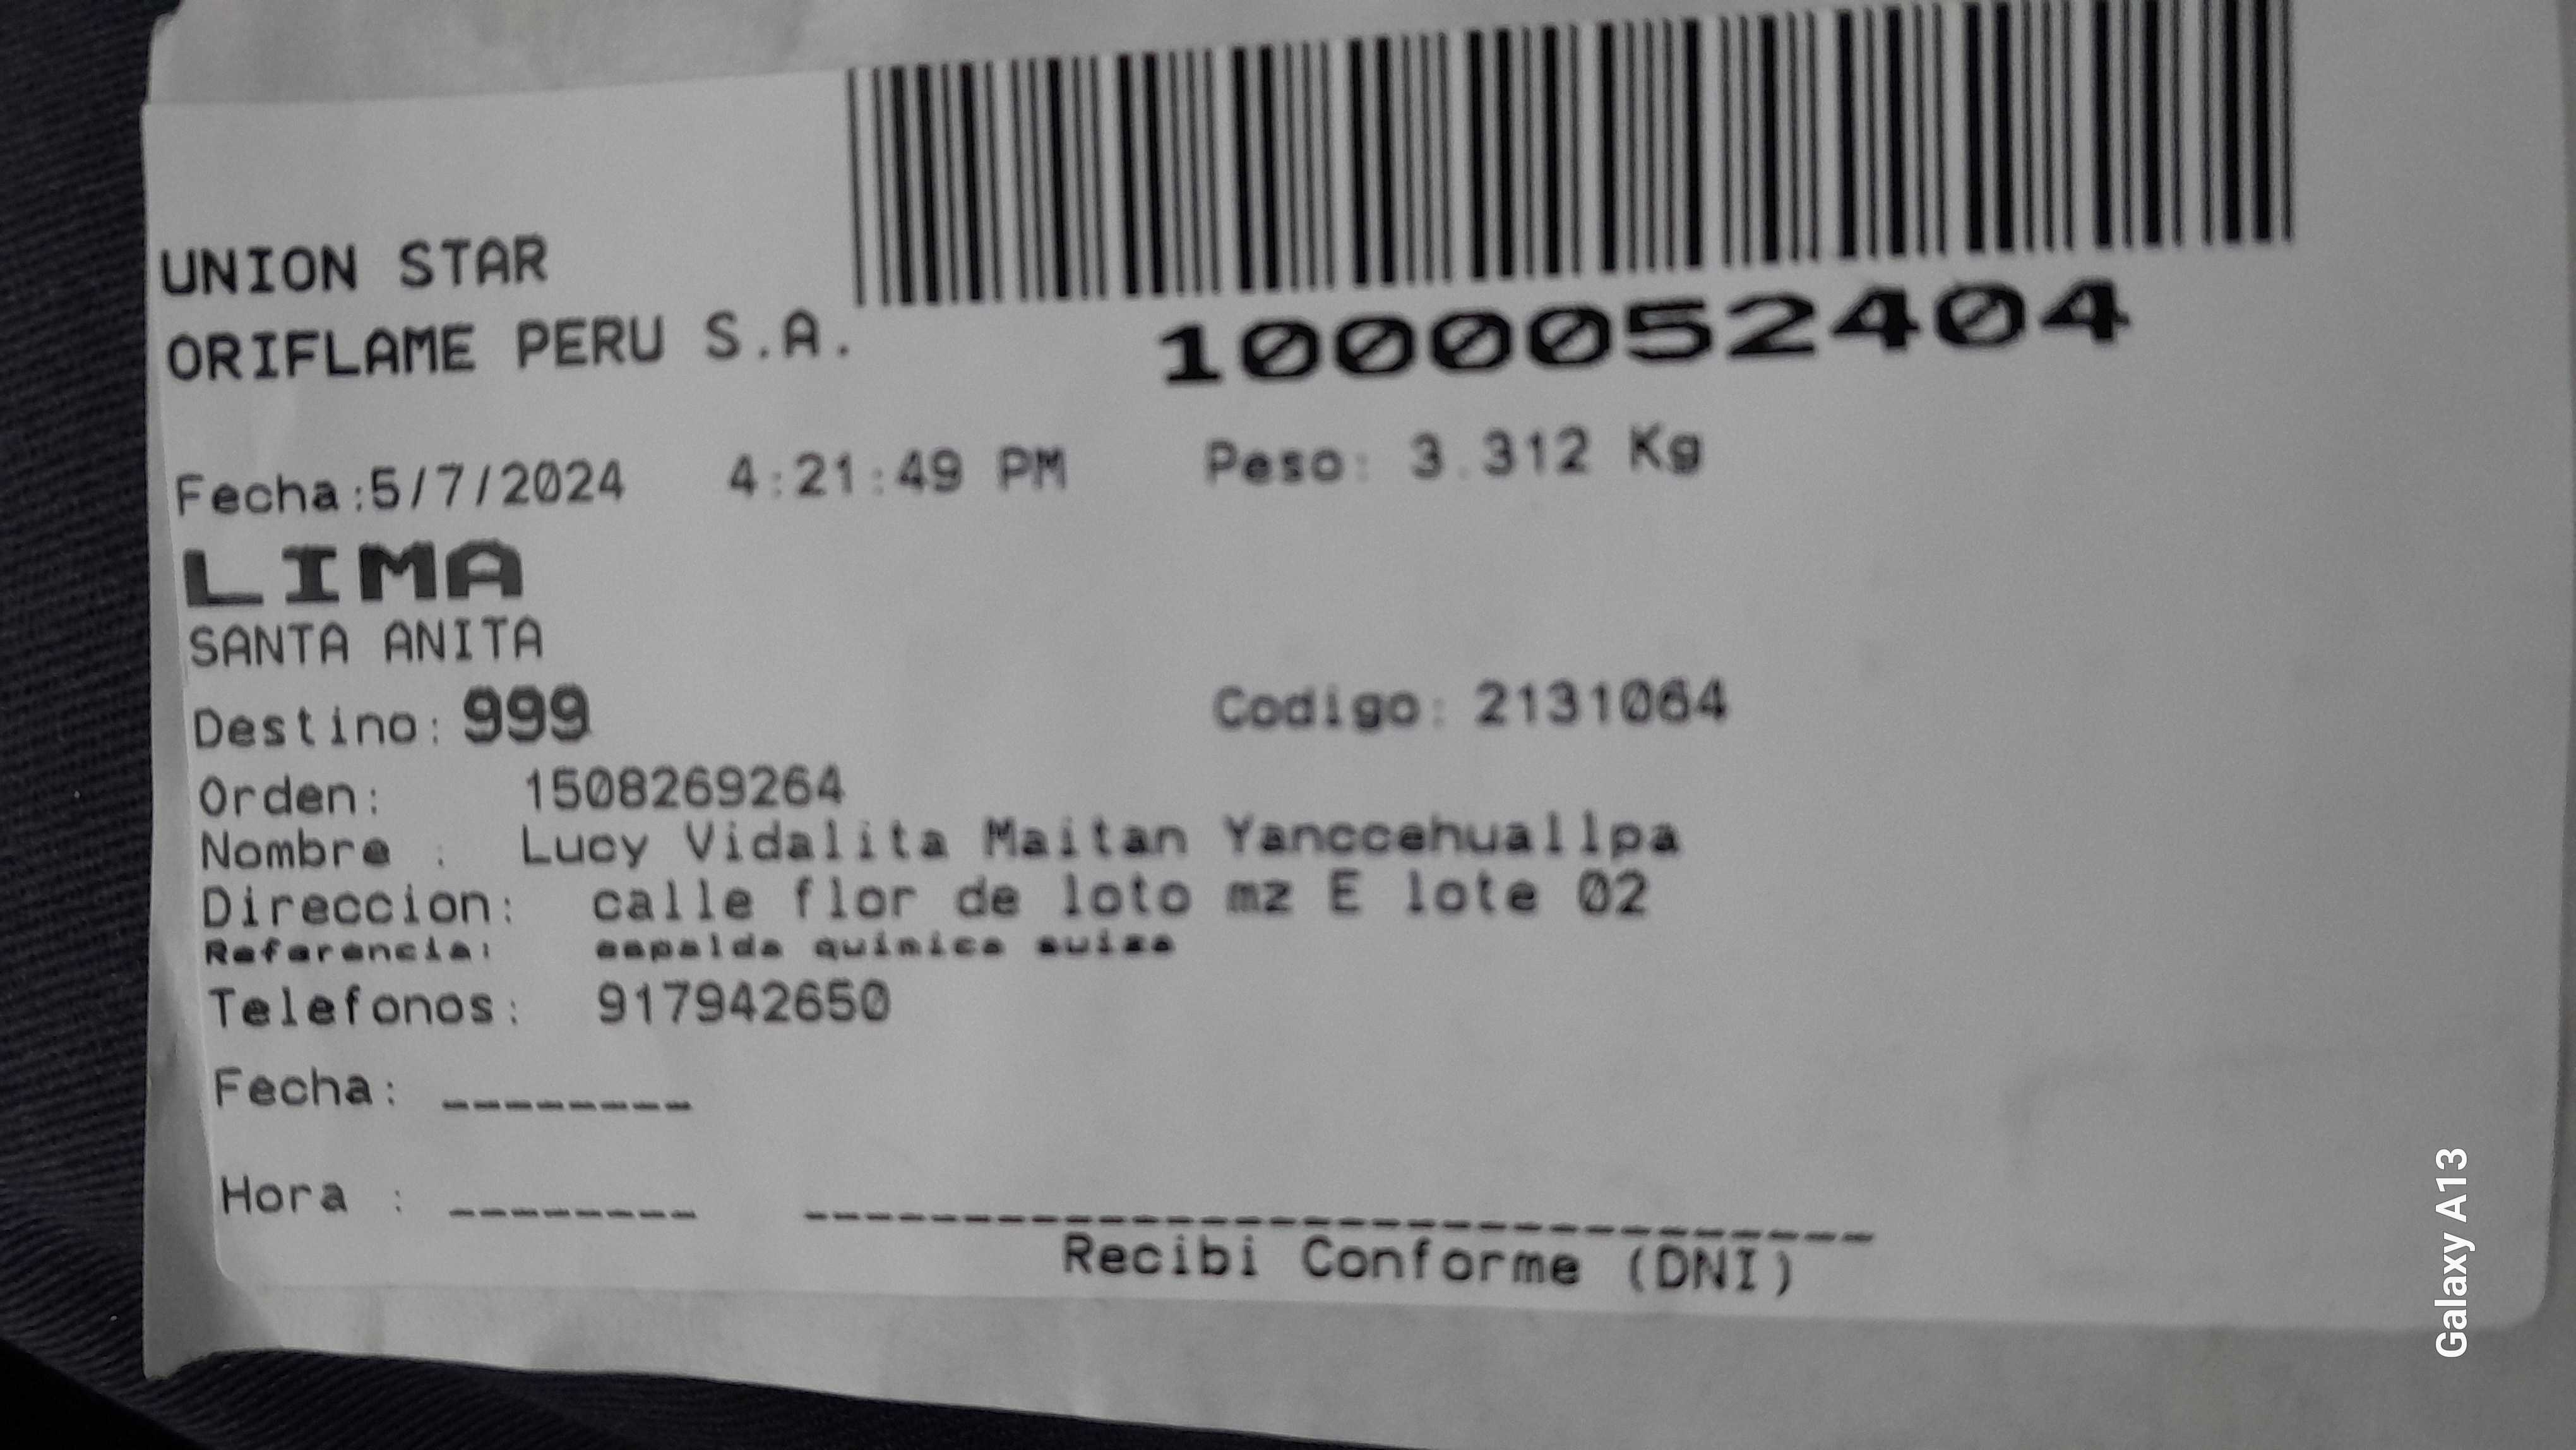 UNION STAR
ORIFLAME PERU S.A.
1000052404
Fecha:5/7/2024 4:21:49 PM Peso: 3.312 Kg
LIMA
SANTA ANITA
Destino: 999 Codigo: 2131064
Orden: 1508269264
Nombre : Lucy Vidalita Maitan Yanccehuallpa
Direccion: calle flor de loto mz E lote 02
Referencia: espalda quimica suiza
Telefonos: 917942650
Fecha: ________
Hora : ________
Recibi Conforme (DNI)
Galaxy A13